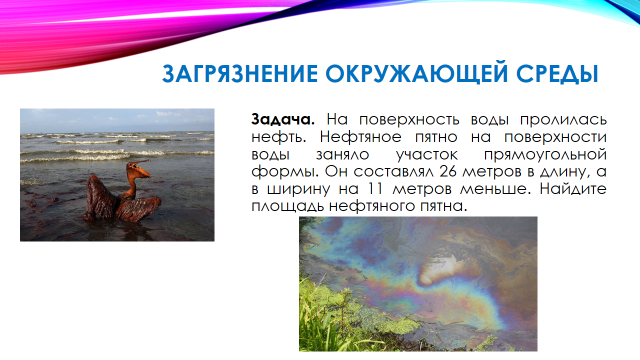 ЗАГРЯЗНЕНИЕ ОКРУЖАЮЩЕЙ СРЕДЫ
Задача. На поверхность воды пролилась
нефть. Нефтяное пятно на поверхности
воды заняло участок прямоугольной
формы. Он составлял 26 метров в длину, а
в ширину на 11 метров меньше. Найдите
площадь нефтяного пятна.